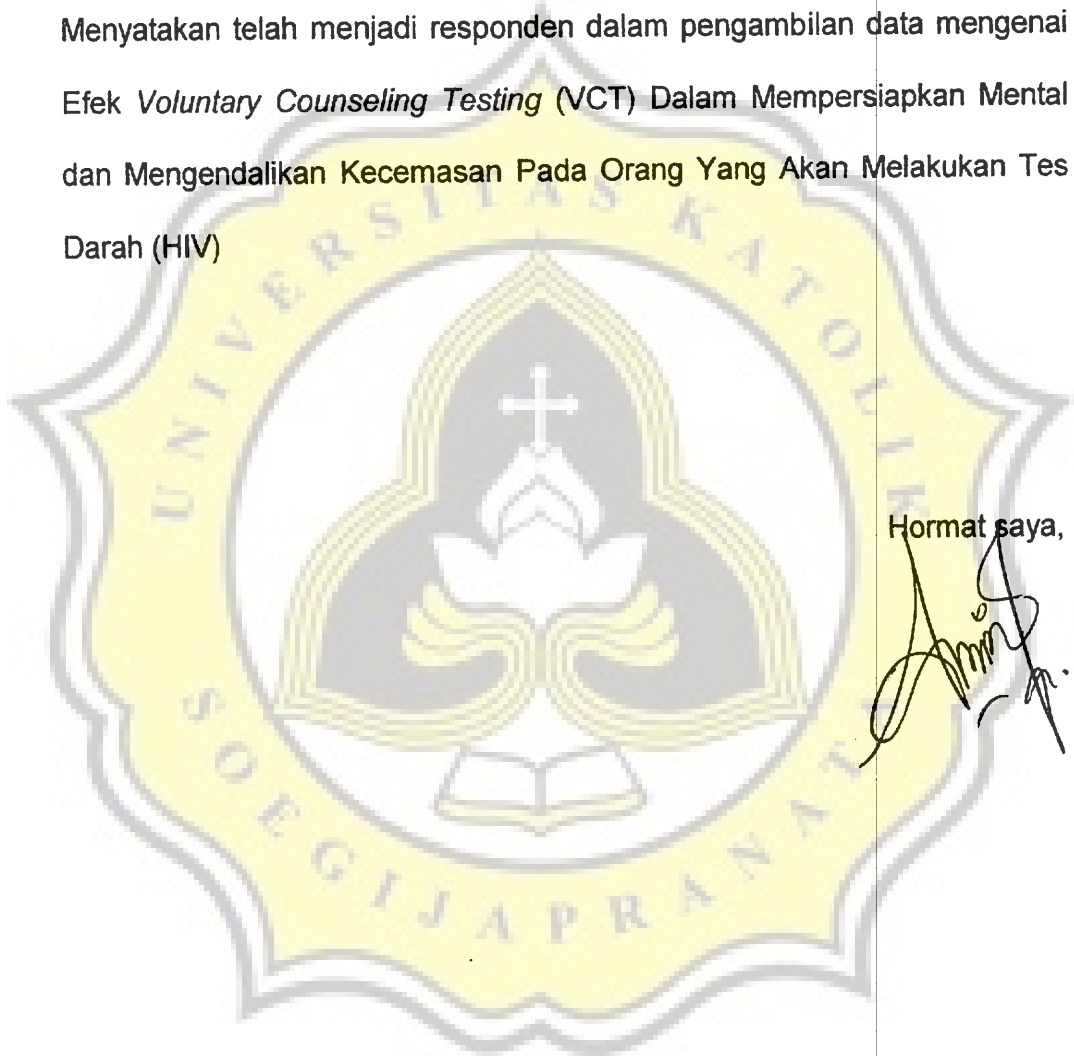 Menyatakan telah menjadi responden dalam pengambilan data mengenai
Efek Voluntary Counseling Testing (VCT) Dalam Mempersiapkan Mental
dan Mengendalikan Kecemasan Pada Orang Yang Akan Melakukan Tes
Darah (HIV)
UNIVERSITAS KATOLIK
Hormat saya,
SOEGIJAPRANATA